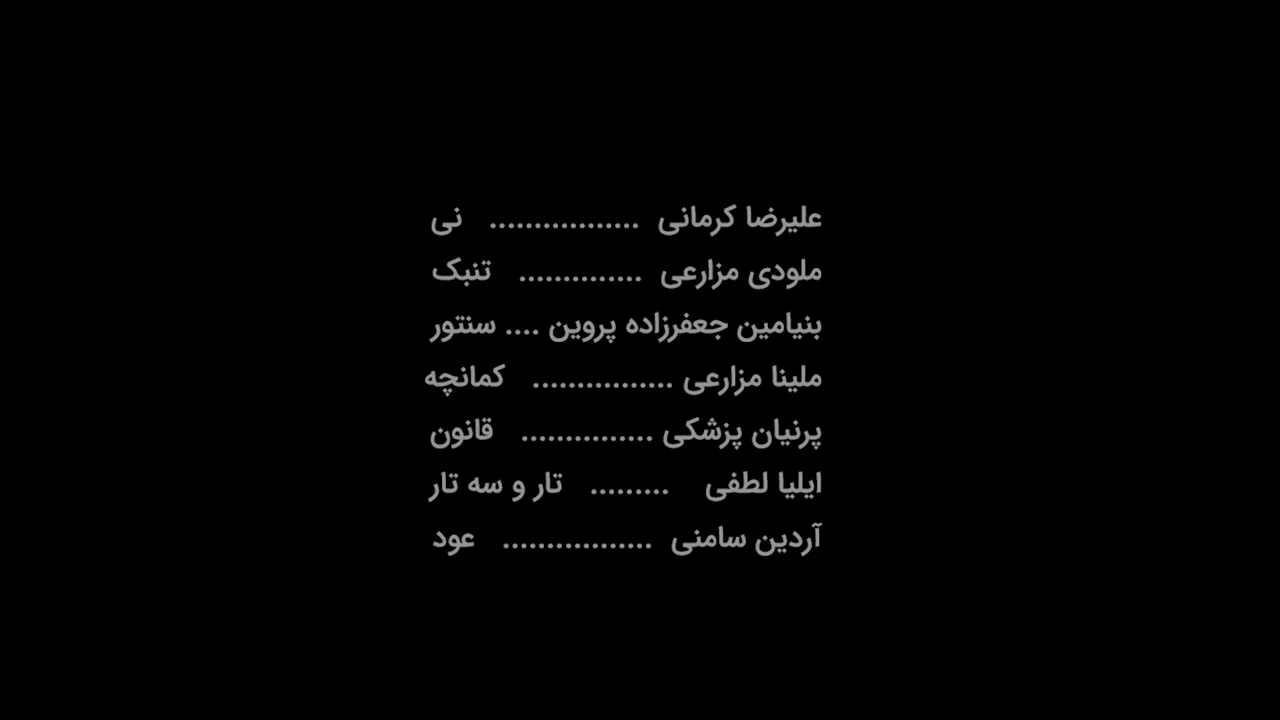 علیرضا کرمانی ................. نی
ملودی مزارعی .............. تنبک
بنیامین جعفرزاده پروین .... سنتور
ملینا مزارعی ................ کمانچه
پرنیان پزشکی ............... قانون
ایلیا لطفی ......... تار و سه تار
آردین سامنی ................. عود